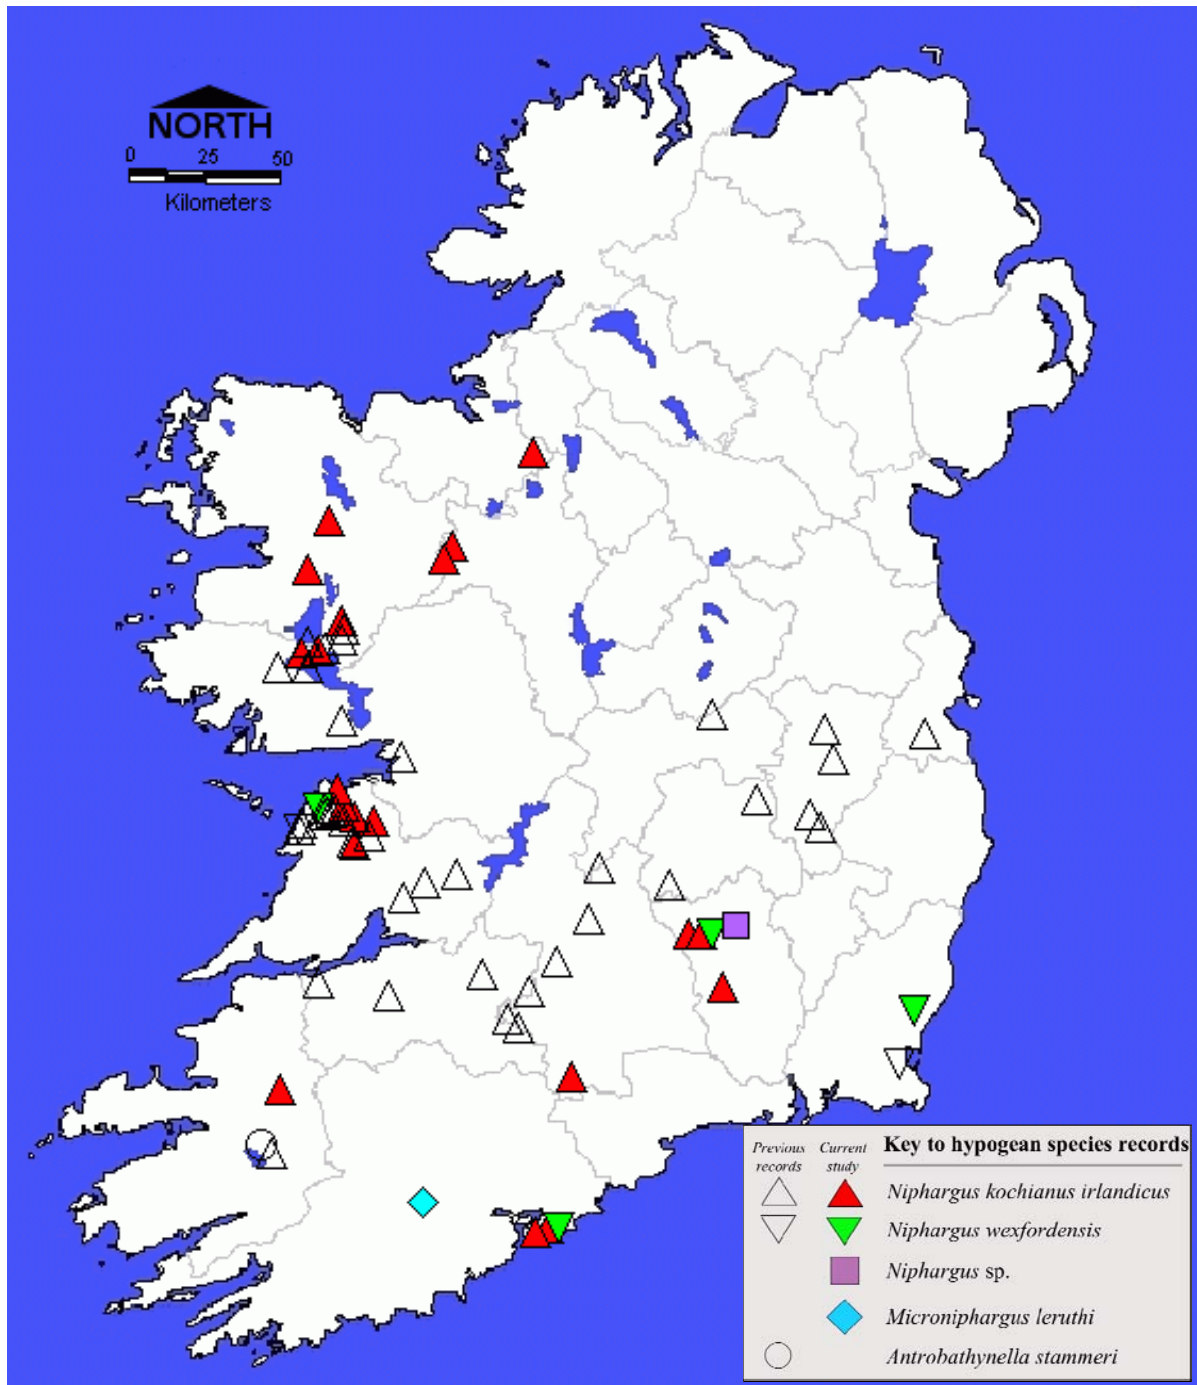 NORTH
0 25 50
Kilometers
Previous records
Current study
Key to hypogean species records
Niphargus kochianus irlandicus
Niphargus wexfordensis
Niphargus sp.
Microniphargus leruthi
Antrobathynella stammeri